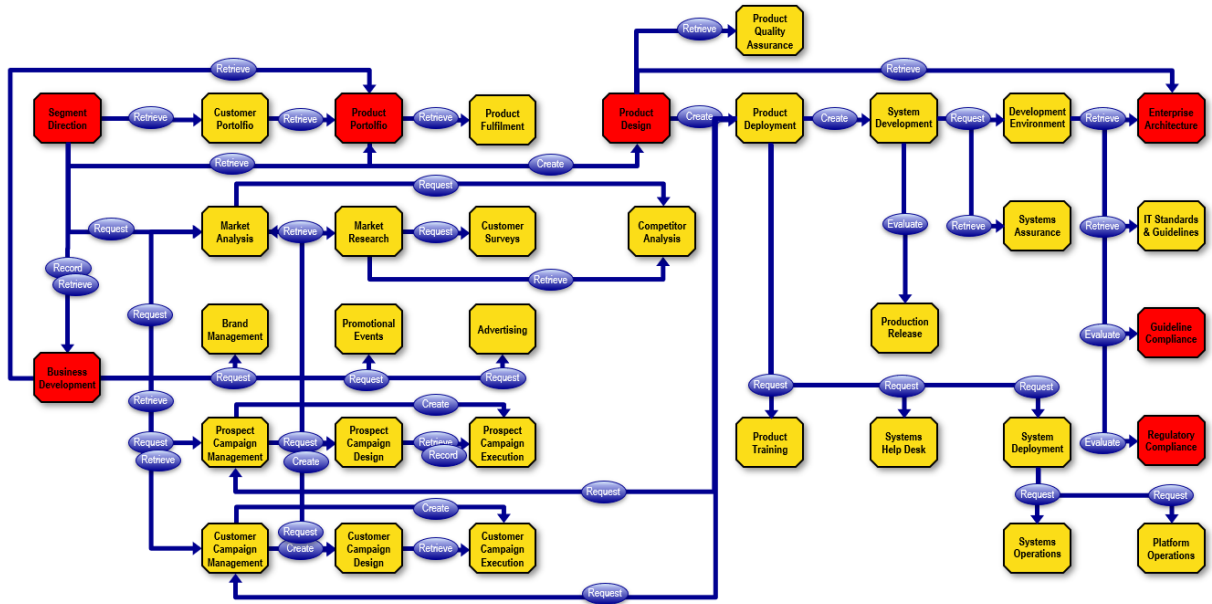 Product
Quality
Assurance
Retrieve
Retrieve
Retrieve
Segment
Direction
Retrieve
Customer
Portolfio
Retrieve
Product
Portolfio
Retrieve
Product
Fulfilment
Product
Design
Create
Product
Deployment
Create
System
Development
Request
Development
Environment
Retrieve
Enterprise
Architecture
Retrieve
Create
Request
Request
Market
Analysis
Retrieve
Market
Research
Request
Customer
Surveys
Competitor
Analysis
Evaluate
Retrieve
Systems
Assurance
Retrieve
IT Standards
& Guidelines
Record
Retrieve
Retrieve
Request
Brand
Management
Promotional
Events
Advertising
Production
Release
Evaluate
Guideline
Compliance
Business
Development
Request
Request
Request
Request
Request
Request
Retrieve
Create
Request
Retrieve
Prospect
Campaign
Management
Request
Create
Prospect
Campaign
Design
Retrieve
Record
Prospect
Campaign
Execution
Product
Training
Systems
Help Desk
System
Deployment
Evaluate
Regulatory
Compliance
Request
Request
Request
Create
Customer
Campaign
Management
Request
Create
Customer
Campaign
Design
Retrieve
Customer
Campaign
Execution
Systems
Operations
Platform
Operations
Request